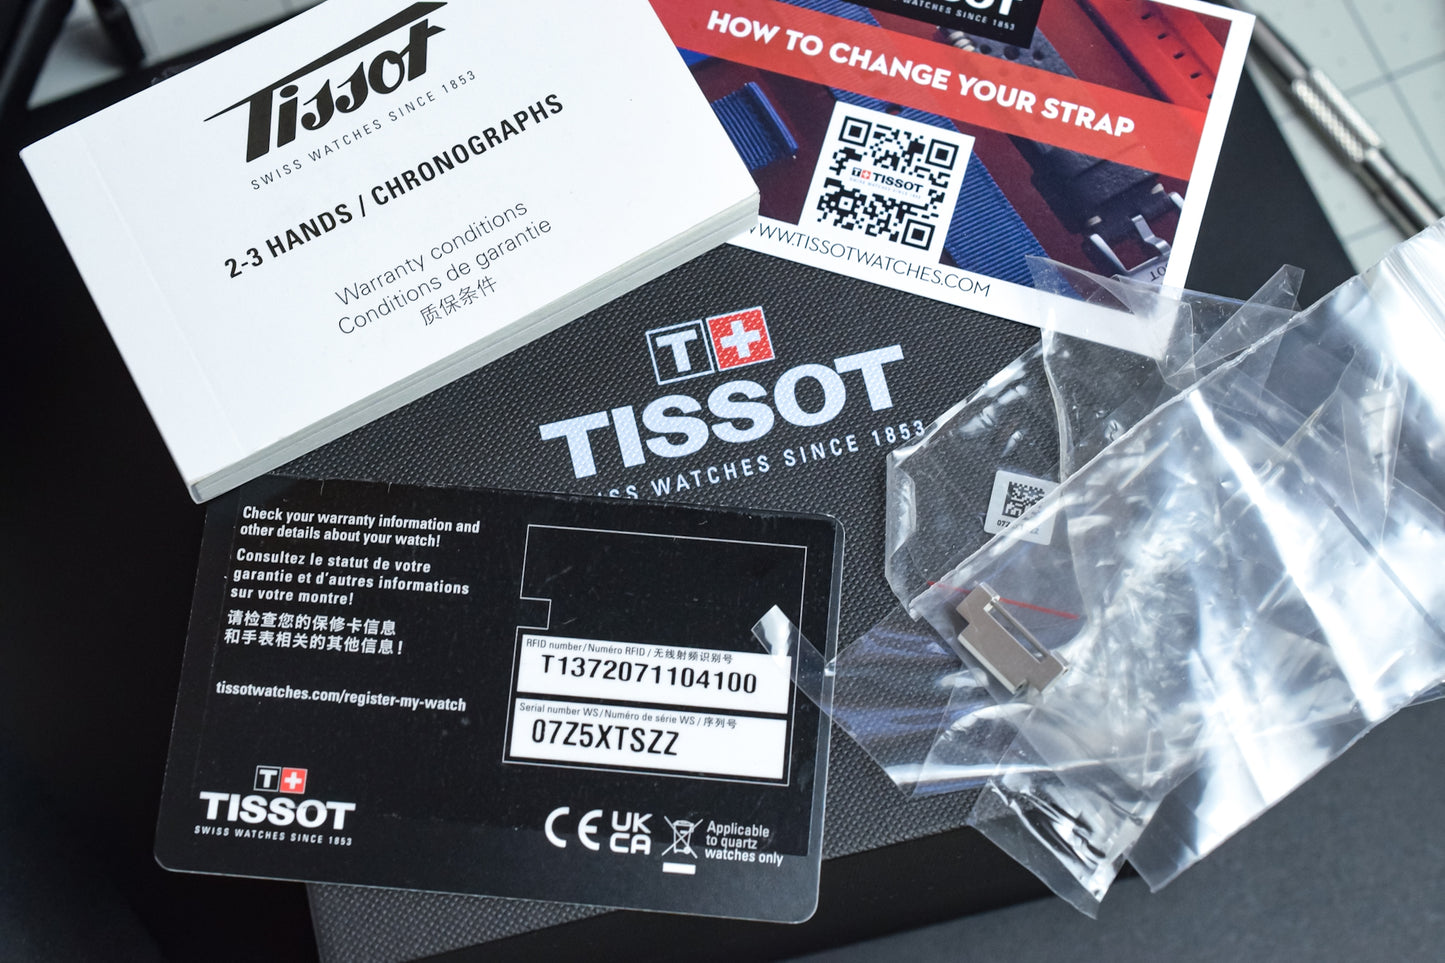 Tissot
SWISS WATCHES SINCE 1853
2-3 HANDS / CHRONOGRAPHS
Warranty conditions
Conditions de garantie
质保条件
TISSOT
WATCHES SINCE 1853
HOW TO CHANGE YOUR STRAP
T+ TISSOT
WWW.TISSOTWATCHES.COM
T+
TISSOT
SWISS WATCHES SINCE 1853
Check your warranty information and
other details about your watch!
Consultez le statut de votre
garantie et d'autres informations
sur votre montre!
请检查您的保修卡信息
和手表相关的其他信息!
tissotwatches.com/register-my-watch
T+
TISSOT
SWISS WATCHES SINCE 1853
RFID number / Numéro RFID / 无线射频识别号
T1372071104100
Serial number WS / Numéro de série WS / 序列号
07Z5XTSZZ
CE UK
CA
Applicable
to quartz
watches only